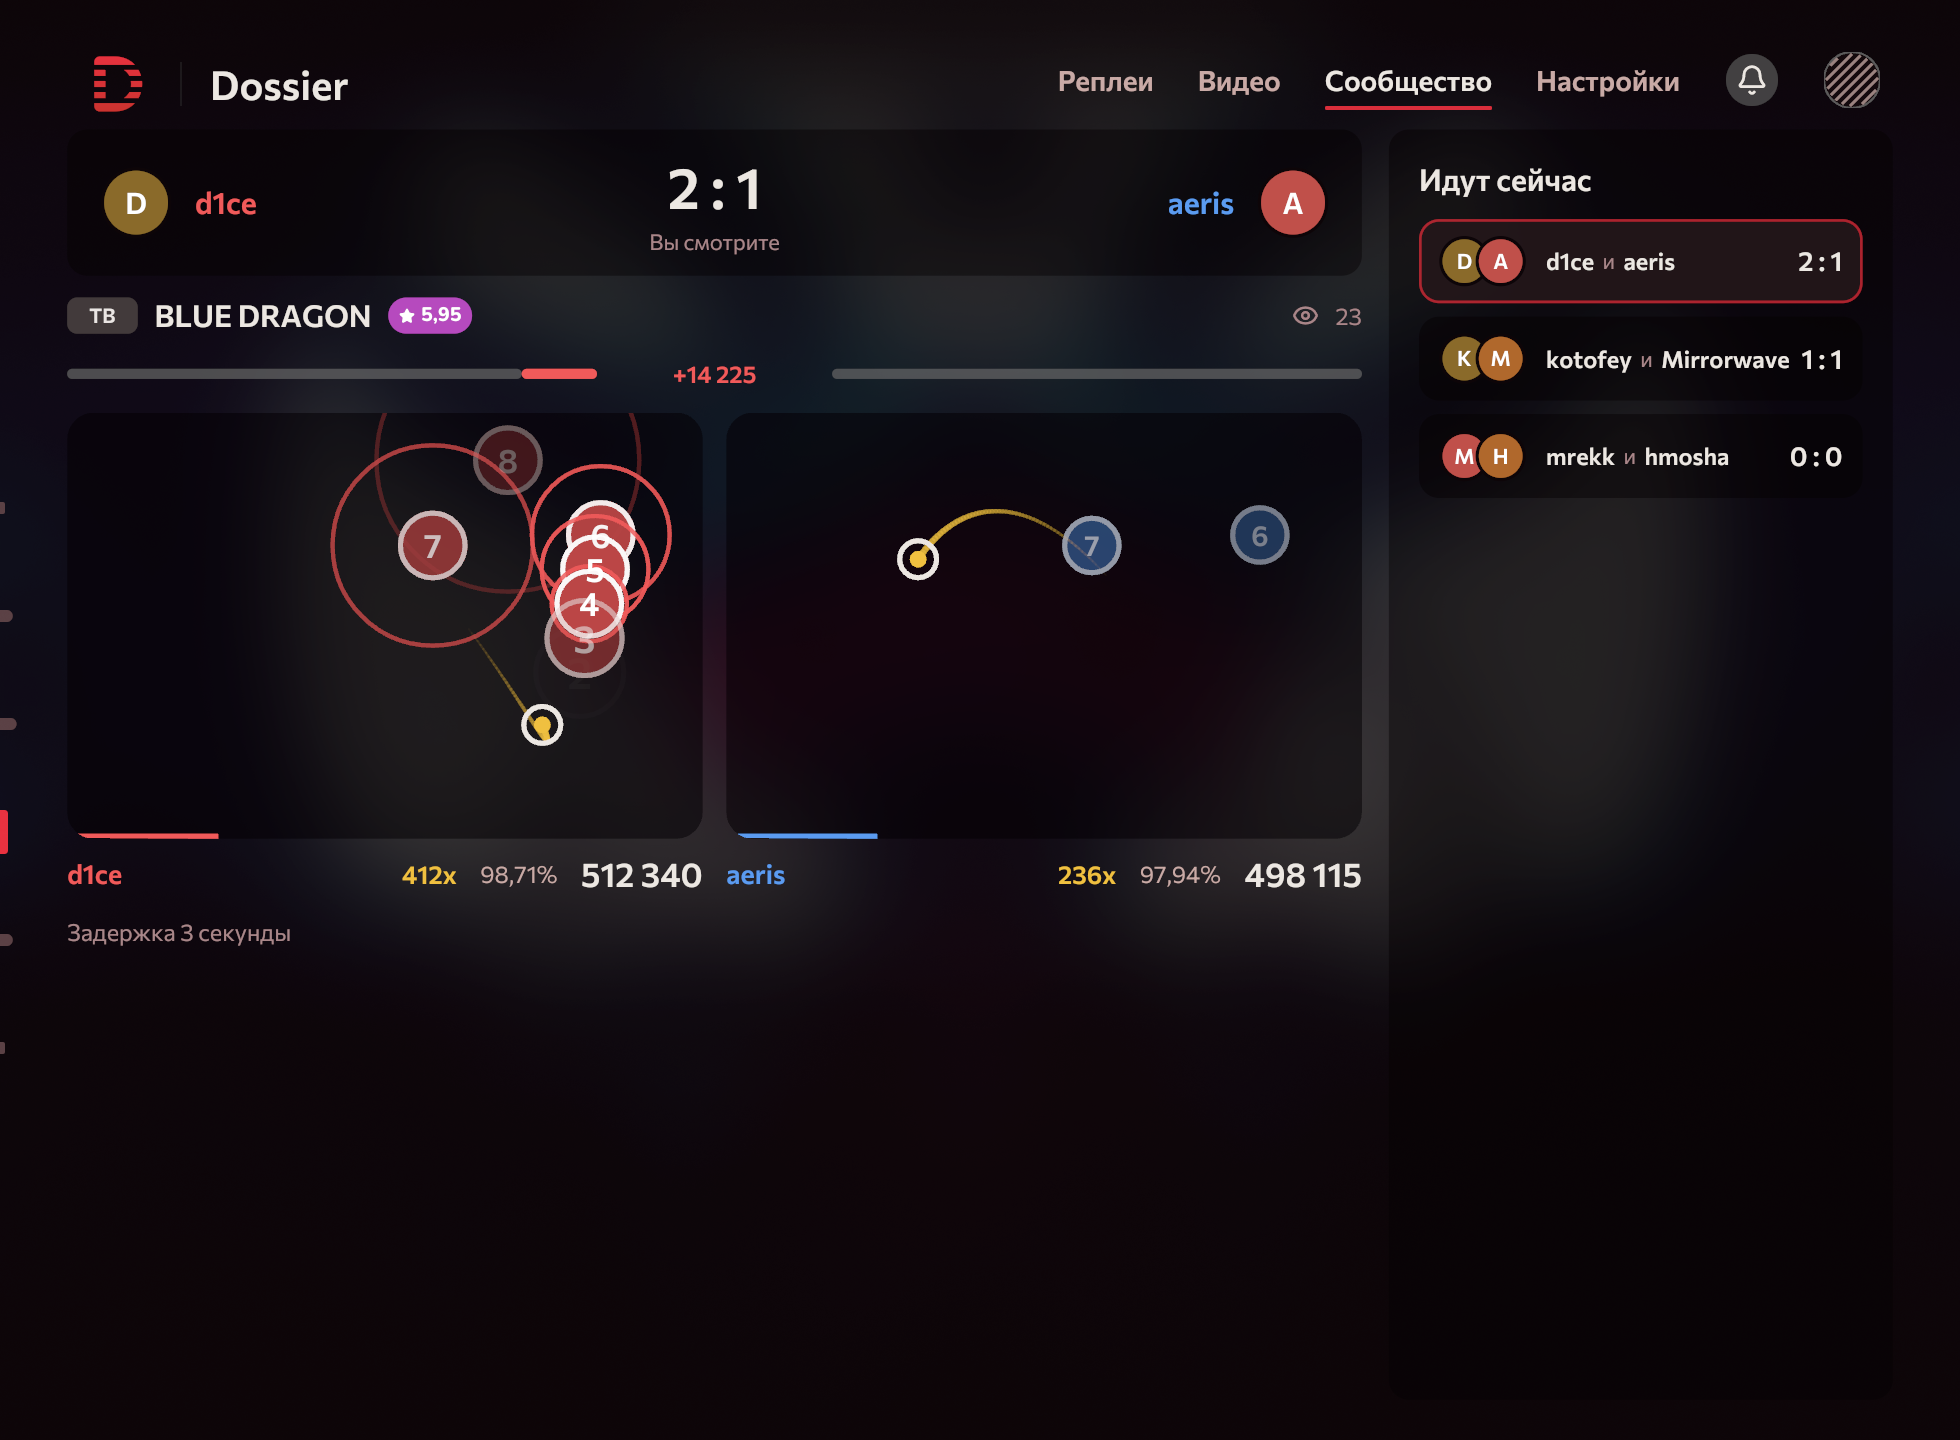 Dossier
Реплеи
Видео
Сообщество
Настройки
D
d1ce
2 : 1
Вы смотрите
aeris
A
ТВ
BLUE DRAGON
5,95
23
+14 225
8
7
6
5
4
3
2
7
6
d1ce
412x
98,71%
512 340
aeris
236x
97,94%
498 115
Задержка 3 секунды
Идут сейчас
D A d1ce и aeris 2 : 1
K M kotofey и Mirrorwave 1 : 1
M H mrekk и hmosha 0 : 0